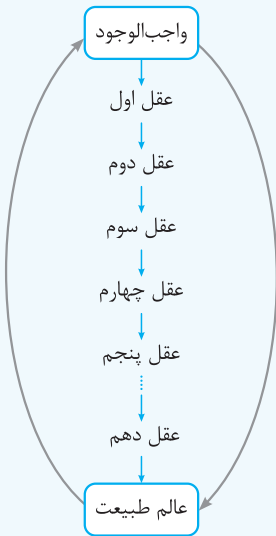 واجب‌الوجود
عقل اول
عقل دوم
عقل سوم
عقل چهارم
عقل پنجم
عقل دهم
عالم طبیعت